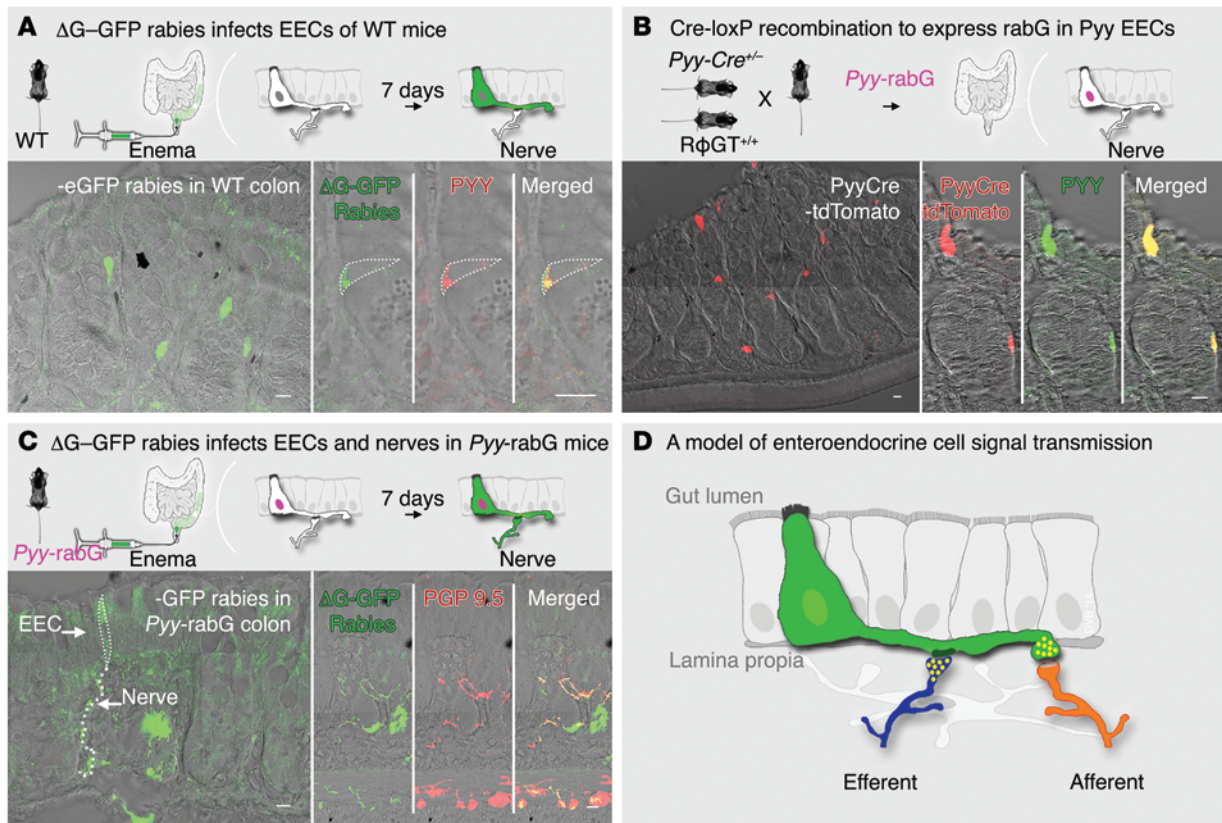 A ΔG–GFP rabies infects EECs of WT mice
WT
Enema
7 days
Nerve
-eGFP rabies in WT colon
ΔG-GFP
Rabies
PYY
Merged
B Cre-loxP recombination to express rabG in Pyy EECs
Pyy-Cre+/–
X
RɸGT+/+
Pyy-rabG
Nerve
PyyCre
-tdTomato
PyyCre
tdTomato
PYY
Merged
C ΔG–GFP rabies infects EECs and nerves in Pyy-rabG mice
Pyy-rabG
Enema
7 days
Nerve
-GFP rabies in
Pyy-rabG colon
EEC
Nerve
ΔG-GFP
Rabies
PGP 9.5
Merged
D A model of enteroendocrine cell signal transmission
Gut lumen
Lamina propia
Efferent
Afferent